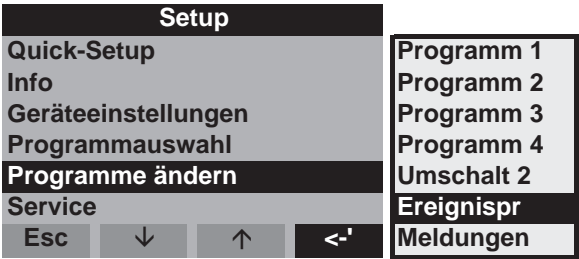 Setup
Quick-Setup
Info
Geräteeinstellungen
Programmauswahl
Programme ändern
Service
Esc ↓ ↑ <-'
Programm 1
Programm 2
Programm 3
Programm 4
Umschalt 2
Ereignispr
Meldungen